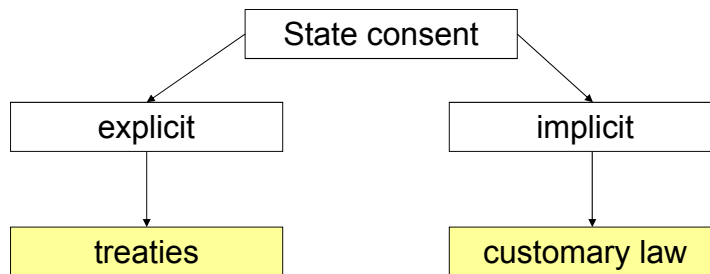 State consent
explicit
implicit
treaties
customary law